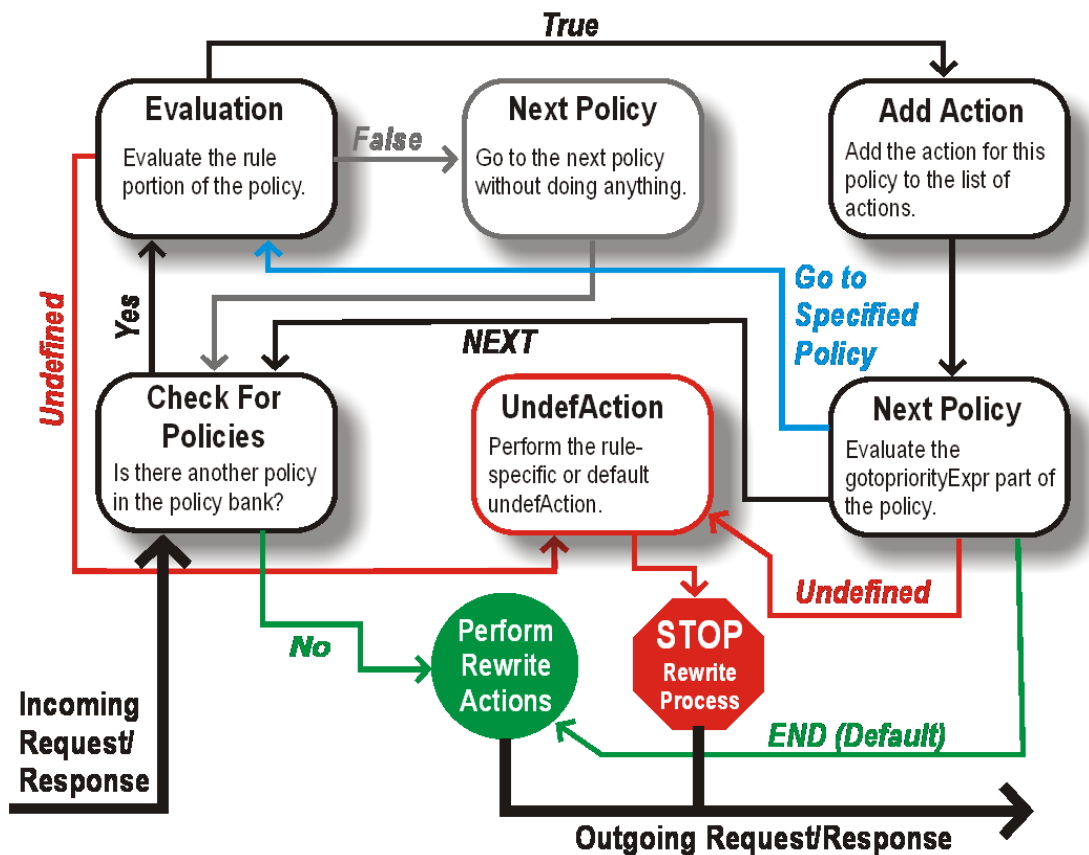 True
Evaluation
Evaluate the rule
portion of the policy.
False
Next Policy
Go to the next policy
without doing anything.
Add Action
Add the action for this
policy to the list of
actions.
Undefined
Yes
NEXT
Go to
Specified
Policy
Check For
Policies
Is there another policy
in the policy bank?
UndefAction
Perform the rule-
specific or default
undefAction.
Next Policy
Evaluate the
gotopriorityExpr part of
the policy.
Undefined
No
Perform
Rewrite
Actions
STOP
Rewrite
Process
END (Default)
Incoming
Request/
Response
Outgoing Request/Response